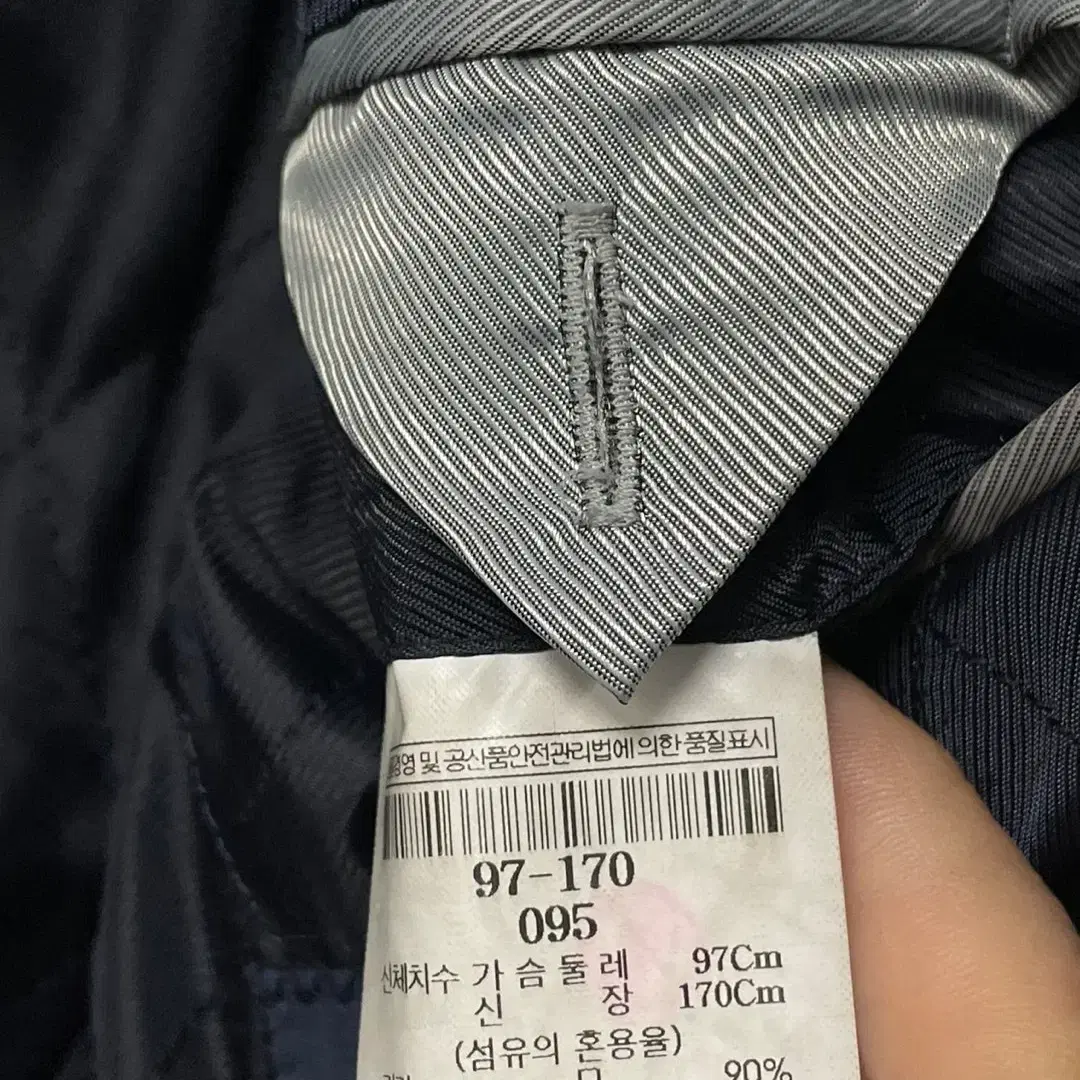 및 공산품안전관리법에 의한 품질표시
97-170
095
신체치수 가슴둘레 97Cm
신장 170Cm
(섬유의 혼용율)
90%